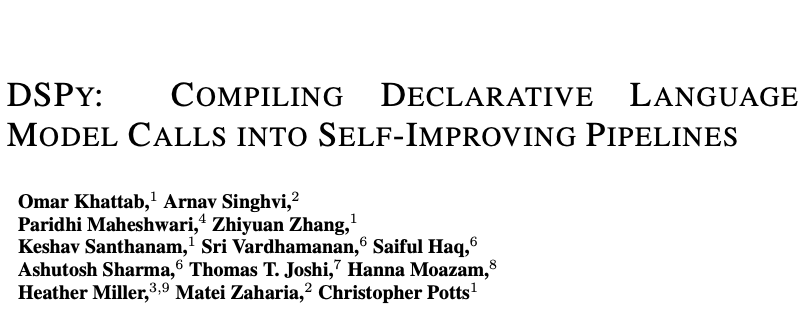 DSPY: COMPILING DECLARATIVE LANGUAGE
MODEL CALLS INTO SELF-IMPROVING PIPELINES
Omar Khattab,¹ Arnav Singhvi,²
Paridhi Maheshwari,⁴ Zhiyuan Zhang,¹
Keshav Santhanam,¹ Sri Vardhamanan,⁶ Saiful Haq,⁶
Ashutosh Sharma,⁶ Thomas T. Joshi,⁷ Hanna Moazam,⁸
Heather Miller,³,⁹ Matei Zaharia,² Christopher Potts¹